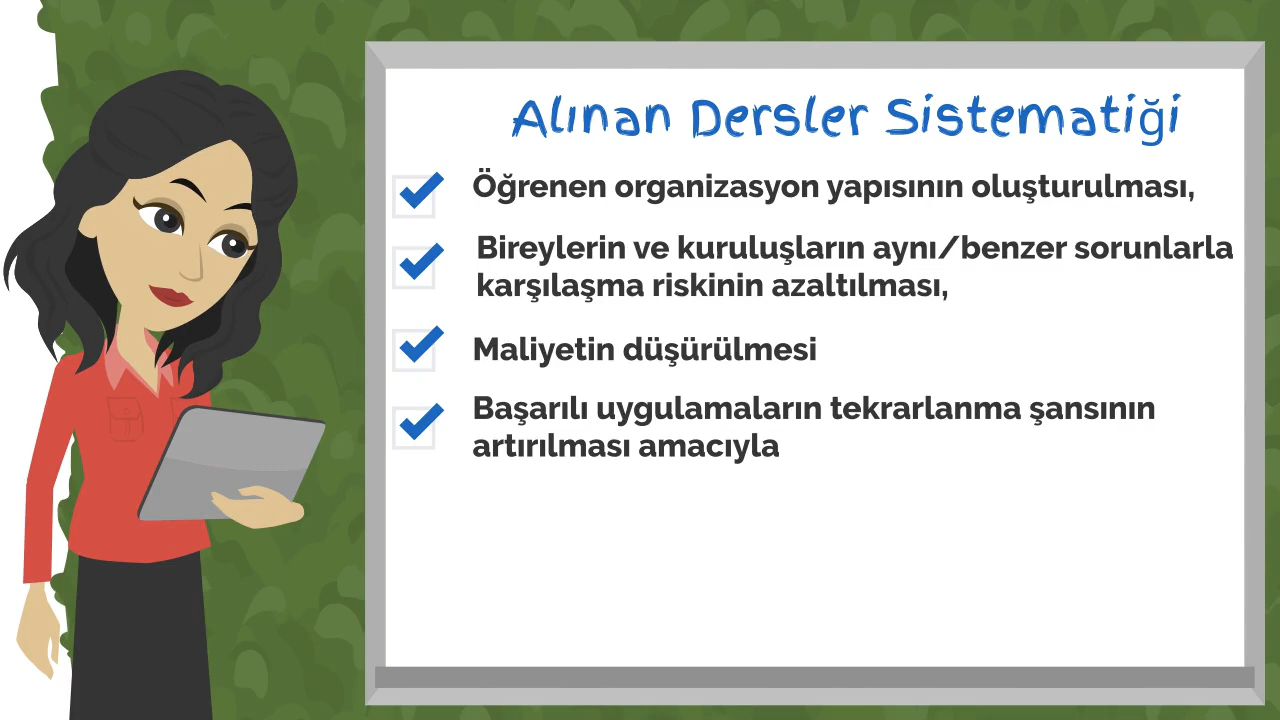 Alınan Dersler Sistematiği
Öğrenen organizasyon yapısının oluşturulması,
Bireylerin ve kuruluşların aynı/benzer sorunlarla
karşılaşma riskinin azaltılması,
Maliyetin düşürülmesi
Başarılı uygulamaların tekrarlanma şansının
artırılması amacıyla